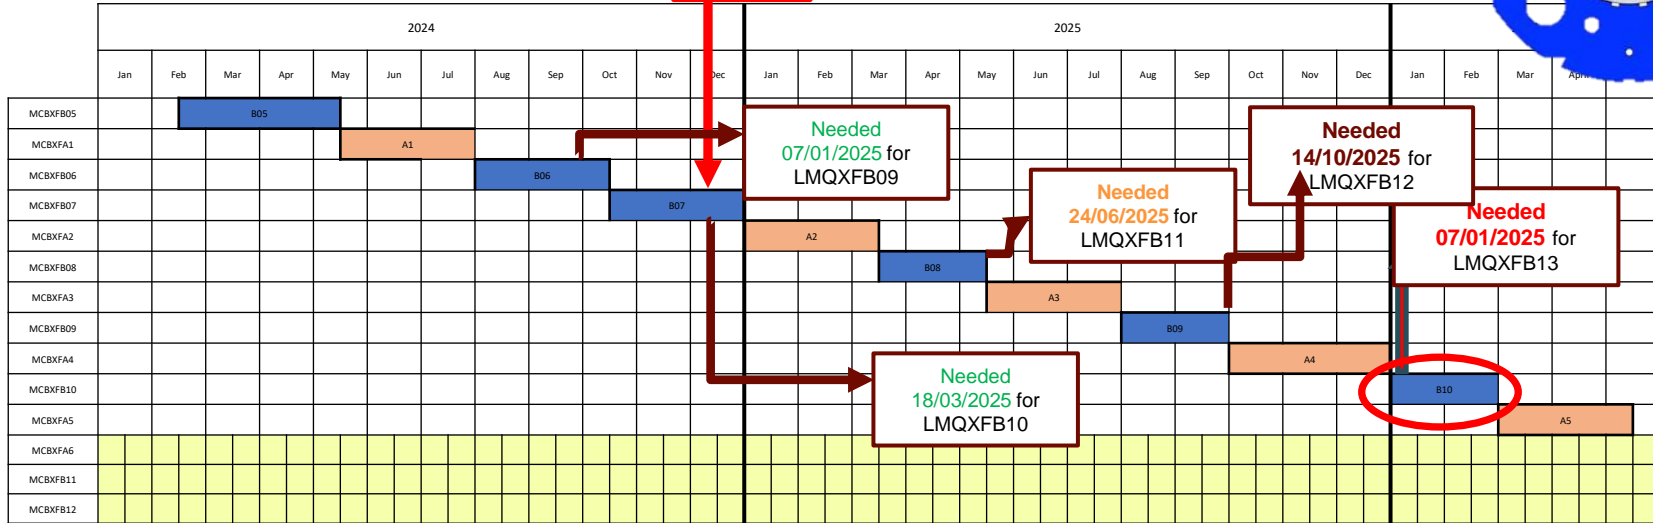 2024 2025
Jan Feb Mar Apr May Jun Jul Aug Sep Oct Nov Dec Jan Feb Mar Apr May Jun Jul Aug Sep Oct Nov Dec Jan Feb Mar April
MCBXFB05 B05
MCBXFA1 A1
MCBXFB06 B06
MCBXFB07 B07
MCBXFA2 A2
MCBXFB08 B08
MCBXFA3 A3
MCBXFB09 B09
MCBXFA4 A4
MCBXFB10 B10
MCBXFA5 A5
MCBXFA6
MCBXFB11
MCBXFB12
Needed
07/01/2025 for
LMQXFB09
Needed
24/06/2025 for
LMQXFB11
Needed
14/10/2025 for
LMQXFB12
Needed
07/01/2025 for
LMQXFB13
Needed
18/03/2025 for
LMQXFB10